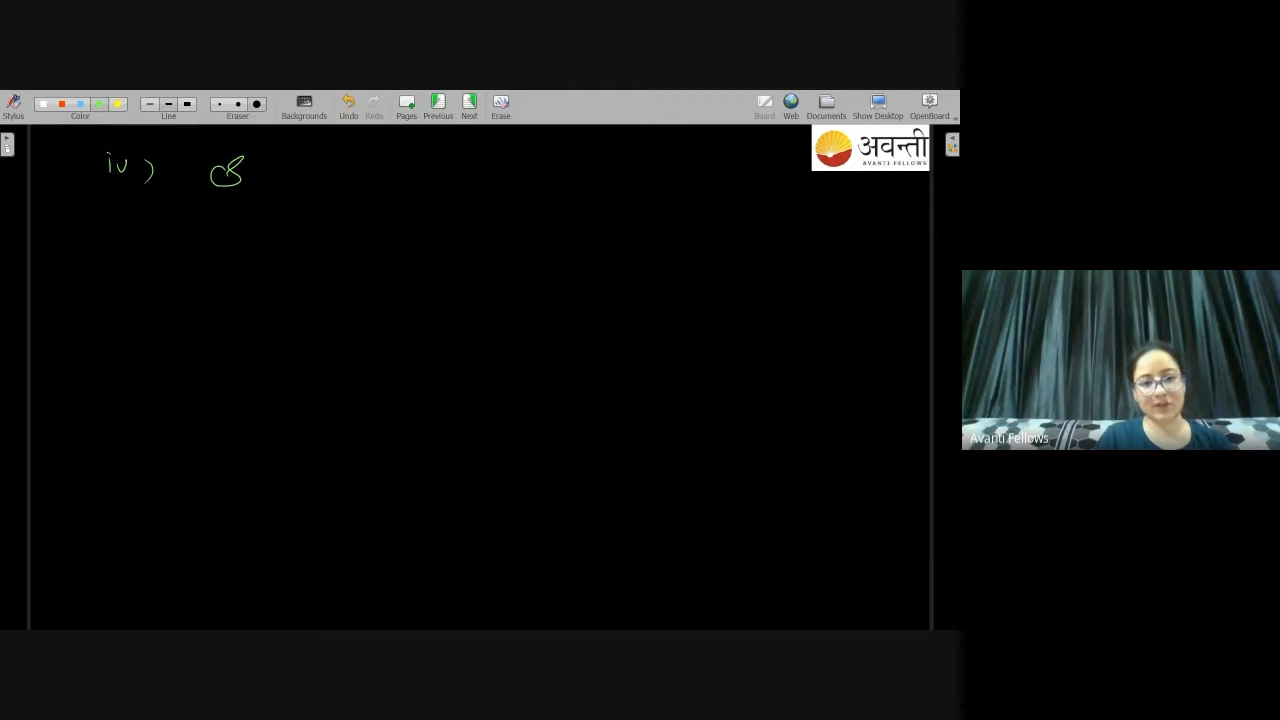 Stylus
Color
Line
Eraser
Backgrounds
Undo
Redo
Pages
Previous
Next
Erase
Board
Web
Documents
Show Desktop
OpenBoard
iv )
अवन्ती
AVANTI FELLOWS
Avanti Fellows